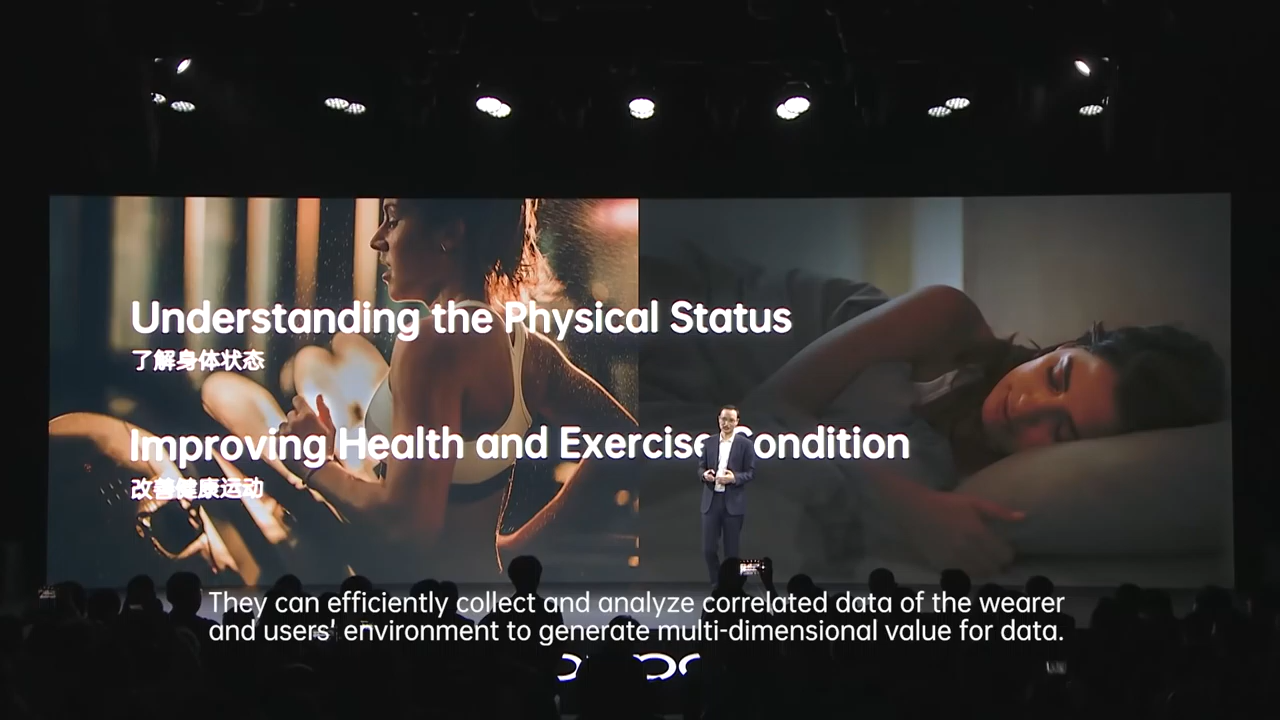 Understanding the Physical Status
了解身体状态
Improving Health and Exercise Condition
改善健康运动
They can efficiently collect and analyze correlated data of the wearer
and users' environment to generate multi-dimensional value for data.